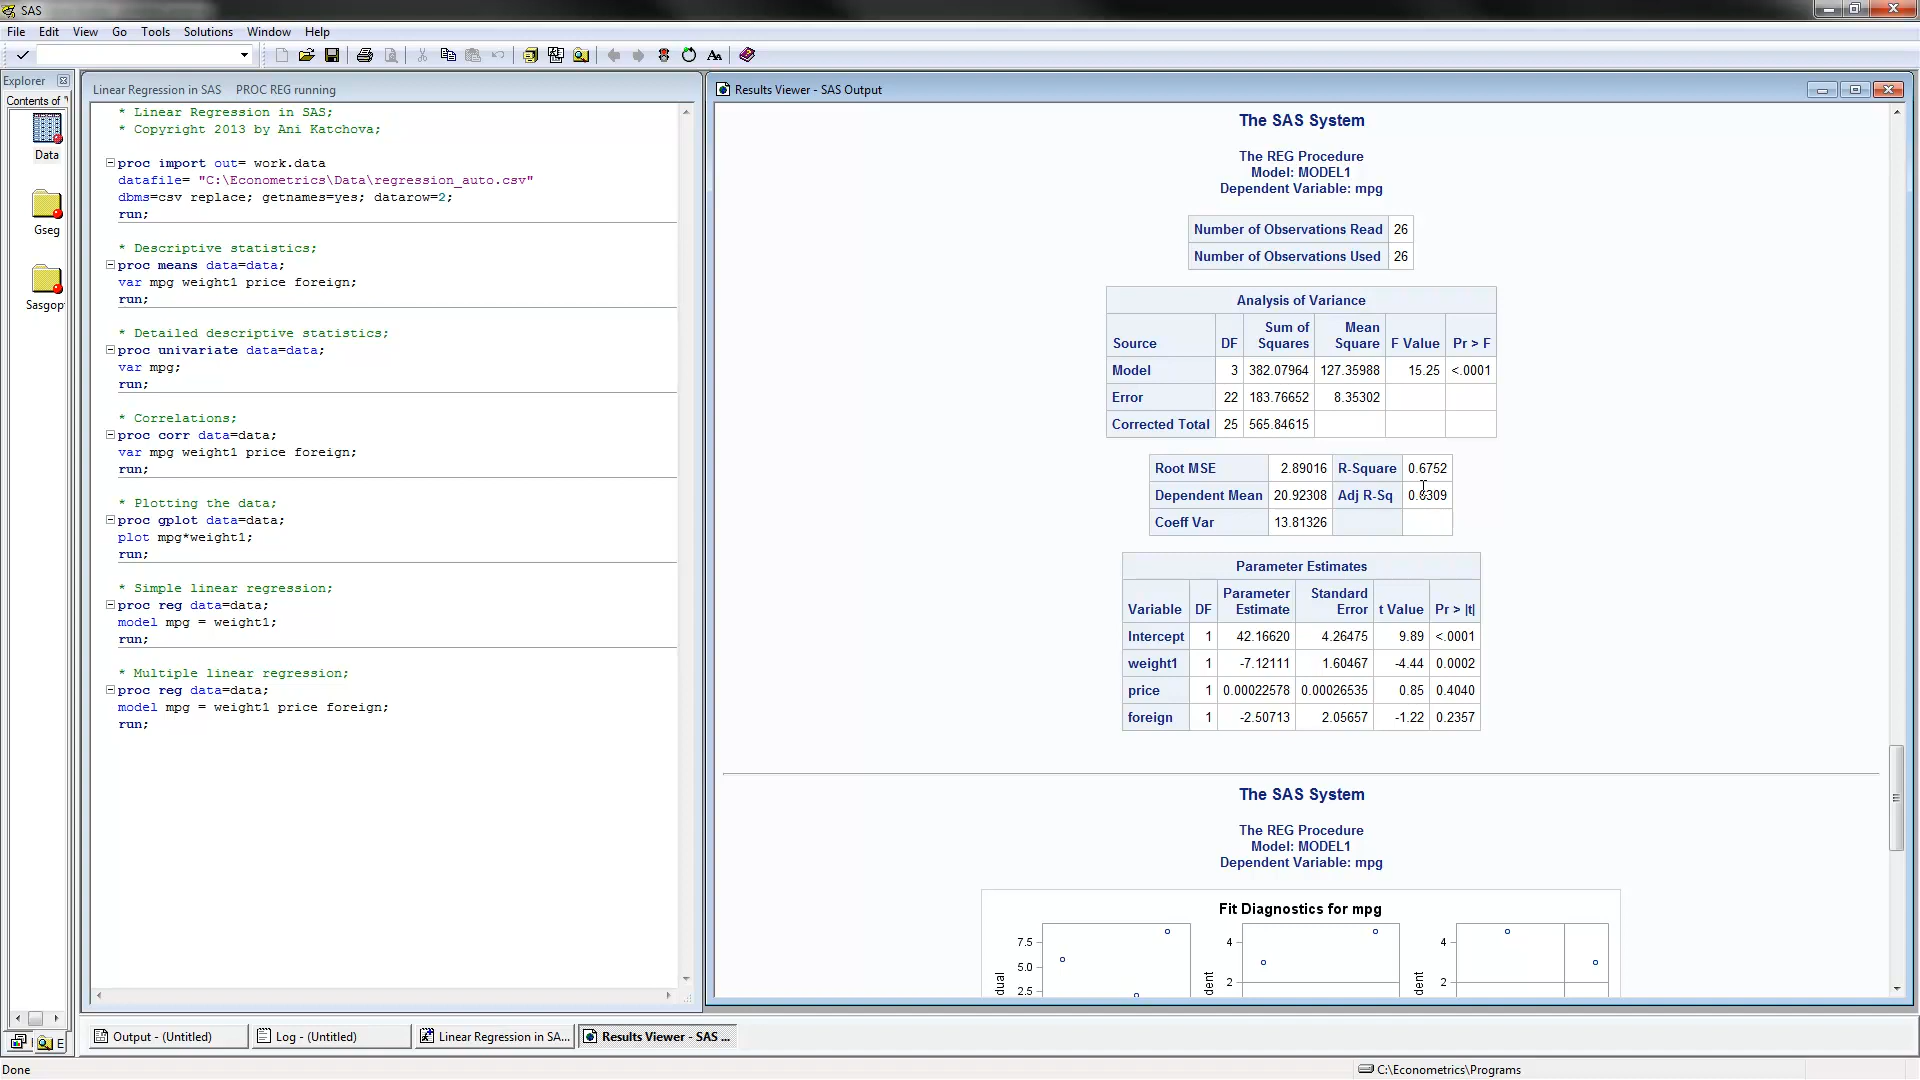 SAS
File Edit View Go Tools Solutions Window Help
Explorer
Contents of '
Data
Gseg
Sasgop
Linear Regression in SAS PROC REG running
* Linear Regression in SAS;
* Copyright 2013 by Ani Katchova;
proc import out= work.data
datafile= "C:\Econometrics\Data\regression_auto.csv"
dbms=csv replace; getnames=yes; datarow=2;
run;
* Descriptive statistics;
proc means data=data;
var mpg weight1 price foreign;
run;
* Detailed descriptive statistics;
proc univariate data=data;
var mpg;
run;
* Correlations;
proc corr data=data;
var mpg weight1 price foreign;
run;
* Plotting the data;
proc gplot data=data;
plot mpg*weight1;
run;
* Simple linear regression;
proc reg data=data;
model mpg = weight1;
run;
* Multiple linear regression;
proc reg data=data;
model mpg = weight1 price foreign;
run;
Results Viewer - SAS Output
The SAS System
The REG Procedure
Model: MODEL1
Dependent Variable: mpg
Number of Observations Read 26
Number of Observations Used 26
Analysis of Variance
Source DF Sum of Squares Mean Square F Value Pr > F
Model 3 382.07964 127.35988 15.25 <.0001
Error 22 183.76652 8.35302
Corrected Total 25 565.84615
Root MSE 2.89016 R-Square 0.6752
Dependent Mean 20.92308 Adj R-Sq 0.6309
Coeff Var 13.81326
Parameter Estimates
Variable DF Parameter Estimate Standard Error t Value Pr > |t|
Intercept 1 42.16620 4.26475 9.89 <.0001
weight1 1 -7.12111 1.60467 -4.44 0.0002
price 1 0.00022578 0.00026535 0.85 0.4040
foreign 1 -2.50713 2.05657 -1.22 0.2357
The SAS System
The REG Procedure
Model: MODEL1
Dependent Variable: mpg
Fit Diagnostics for mpg
7.5 4 4
5.0
2.5 2 2
dual dent dent
E
Output - (Untitled) Log - (Untitled) Linear Regression in SA... Results Viewer - SAS ...
Done C:\Econometrics\Programs